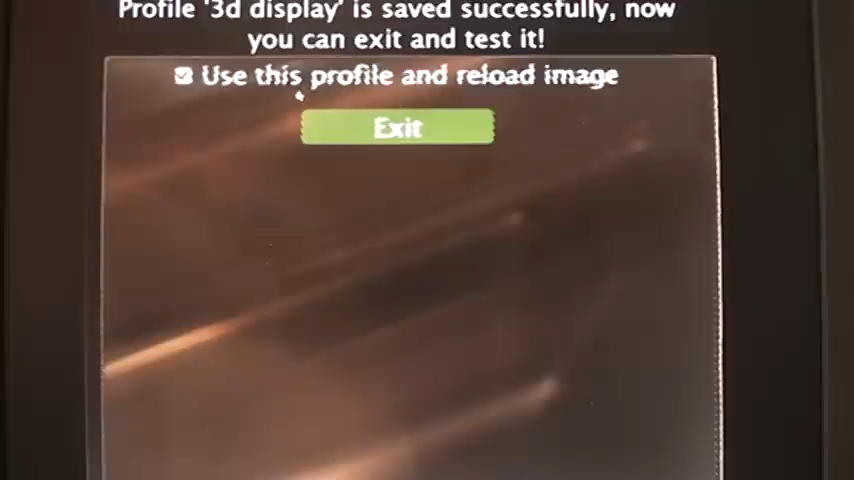 Profile '3d display' is saved successfully, now
you can exit and test it!
Use this profile and reload image
Exit